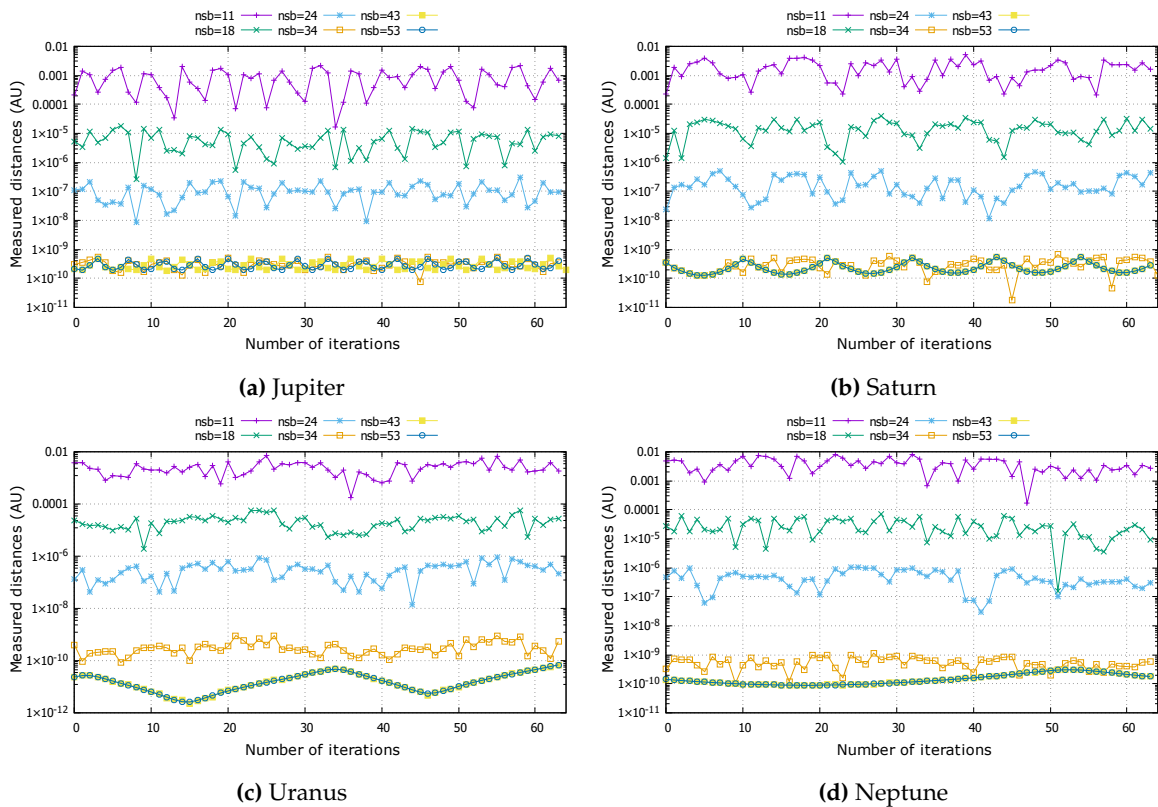 nsb=11 nsb=24 nsb=43
nsb=18 nsb=34 nsb=53
Measured distances (AU)
0.01
0.001
0.0001
1×10-5
1×10-6
1×10-7
1×10-8
1×10-9
1×10-10
1×10-11
0 10 20 30 40 50 60
Number of iterations
(a) Jupiter
nsb=11 nsb=24 nsb=43
nsb=18 nsb=34 nsb=53
Measured distances (AU)
0.01
0.001
0.0001
1×10-5
1×10-6
1×10-7
1×10-8
1×10-9
1×10-10
1×10-11
0 10 20 30 40 50 60
Number of iterations
(b) Saturn
nsb=11 nsb=24 nsb=43
nsb=18 nsb=34 nsb=53
Measured distances (AU)
0.01
0.0001
1×10-6
1×10-8
1×10-10
1×10-12
0 10 20 30 40 50 60
Number of iterations
(c) Uranus
nsb=11 nsb=24 nsb=43
nsb=18 nsb=34 nsb=53
Measured distances (AU)
0.01
0.001
0.0001
1×10-5
1×10-6
1×10-7
1×10-8
1×10-9
1×10-10
1×10-11
0 10 20 30 40 50 60
Number of iterations
(d) Neptune